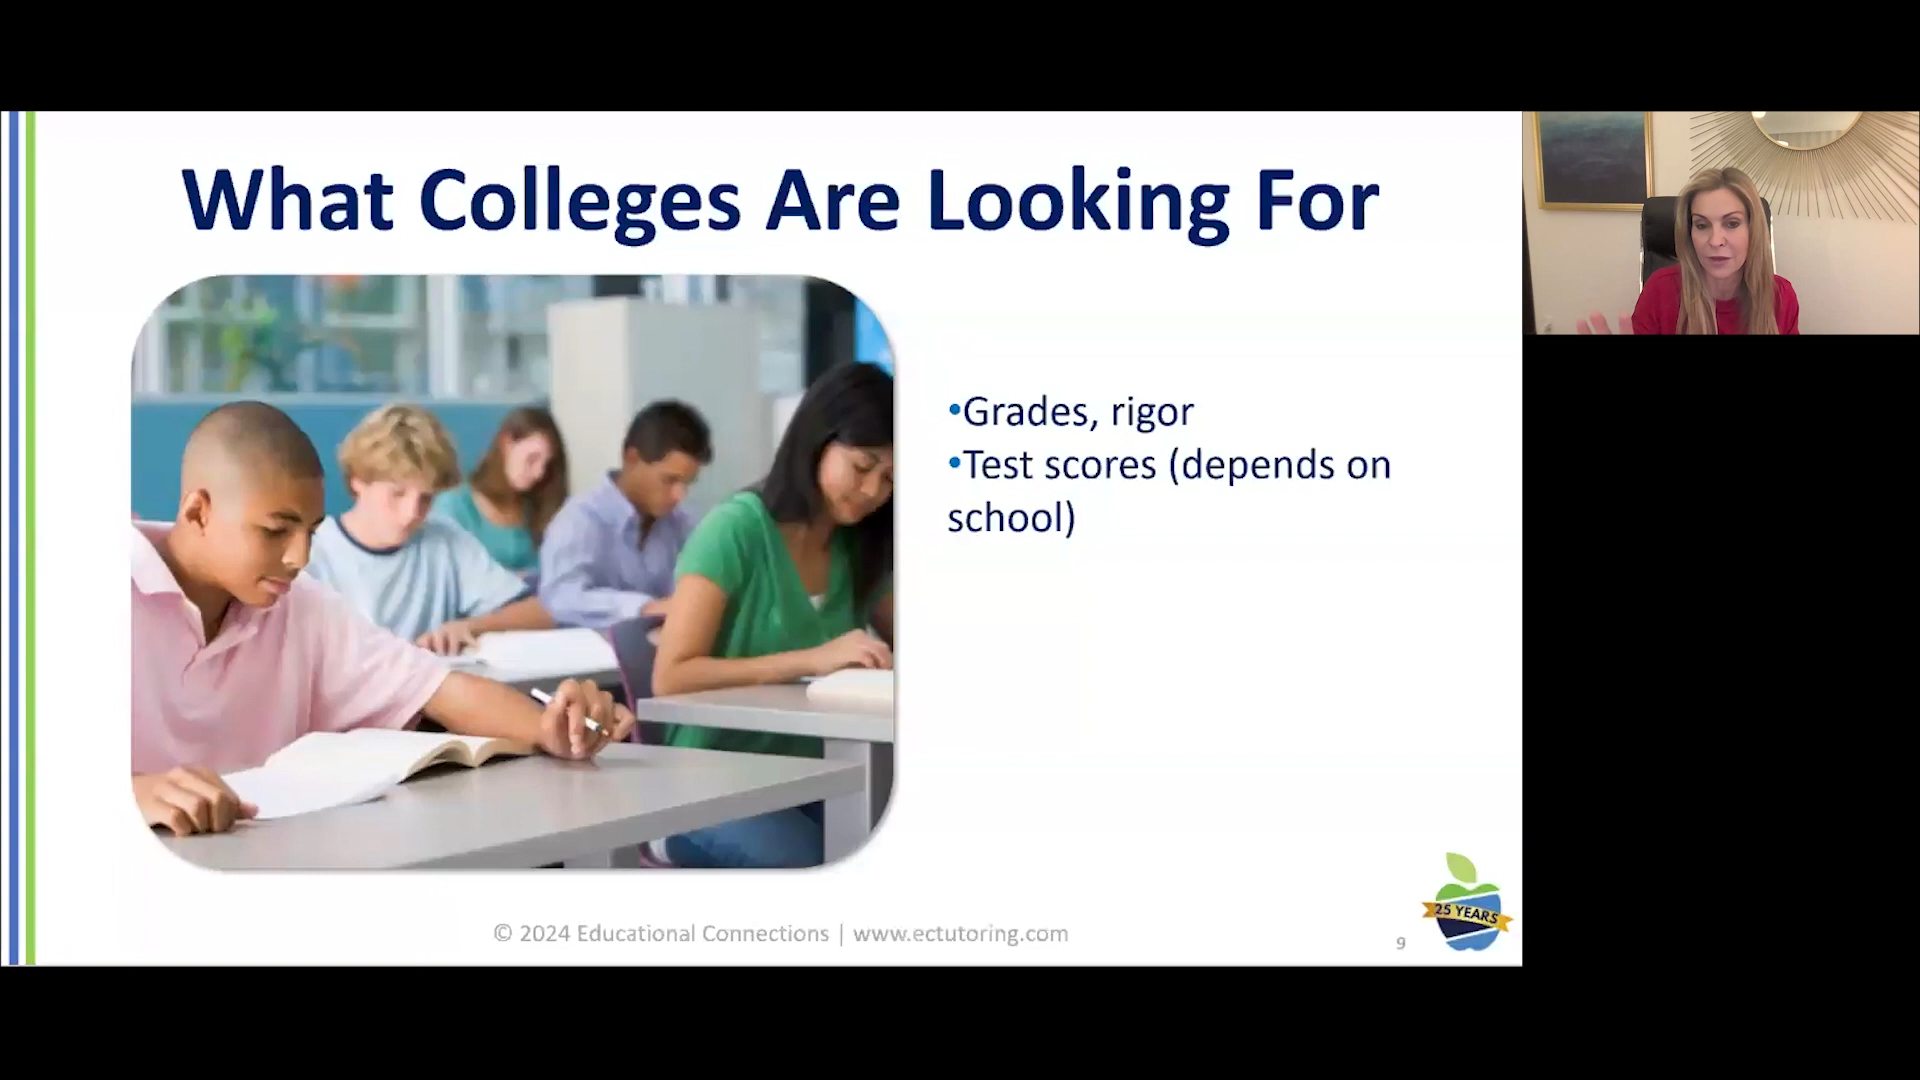 What Colleges Are Looking For
•Grades, rigor
•Test scores (depends on
school)
© 2024 Educational Connections | www.ectutoring.com
9
25 YEARS